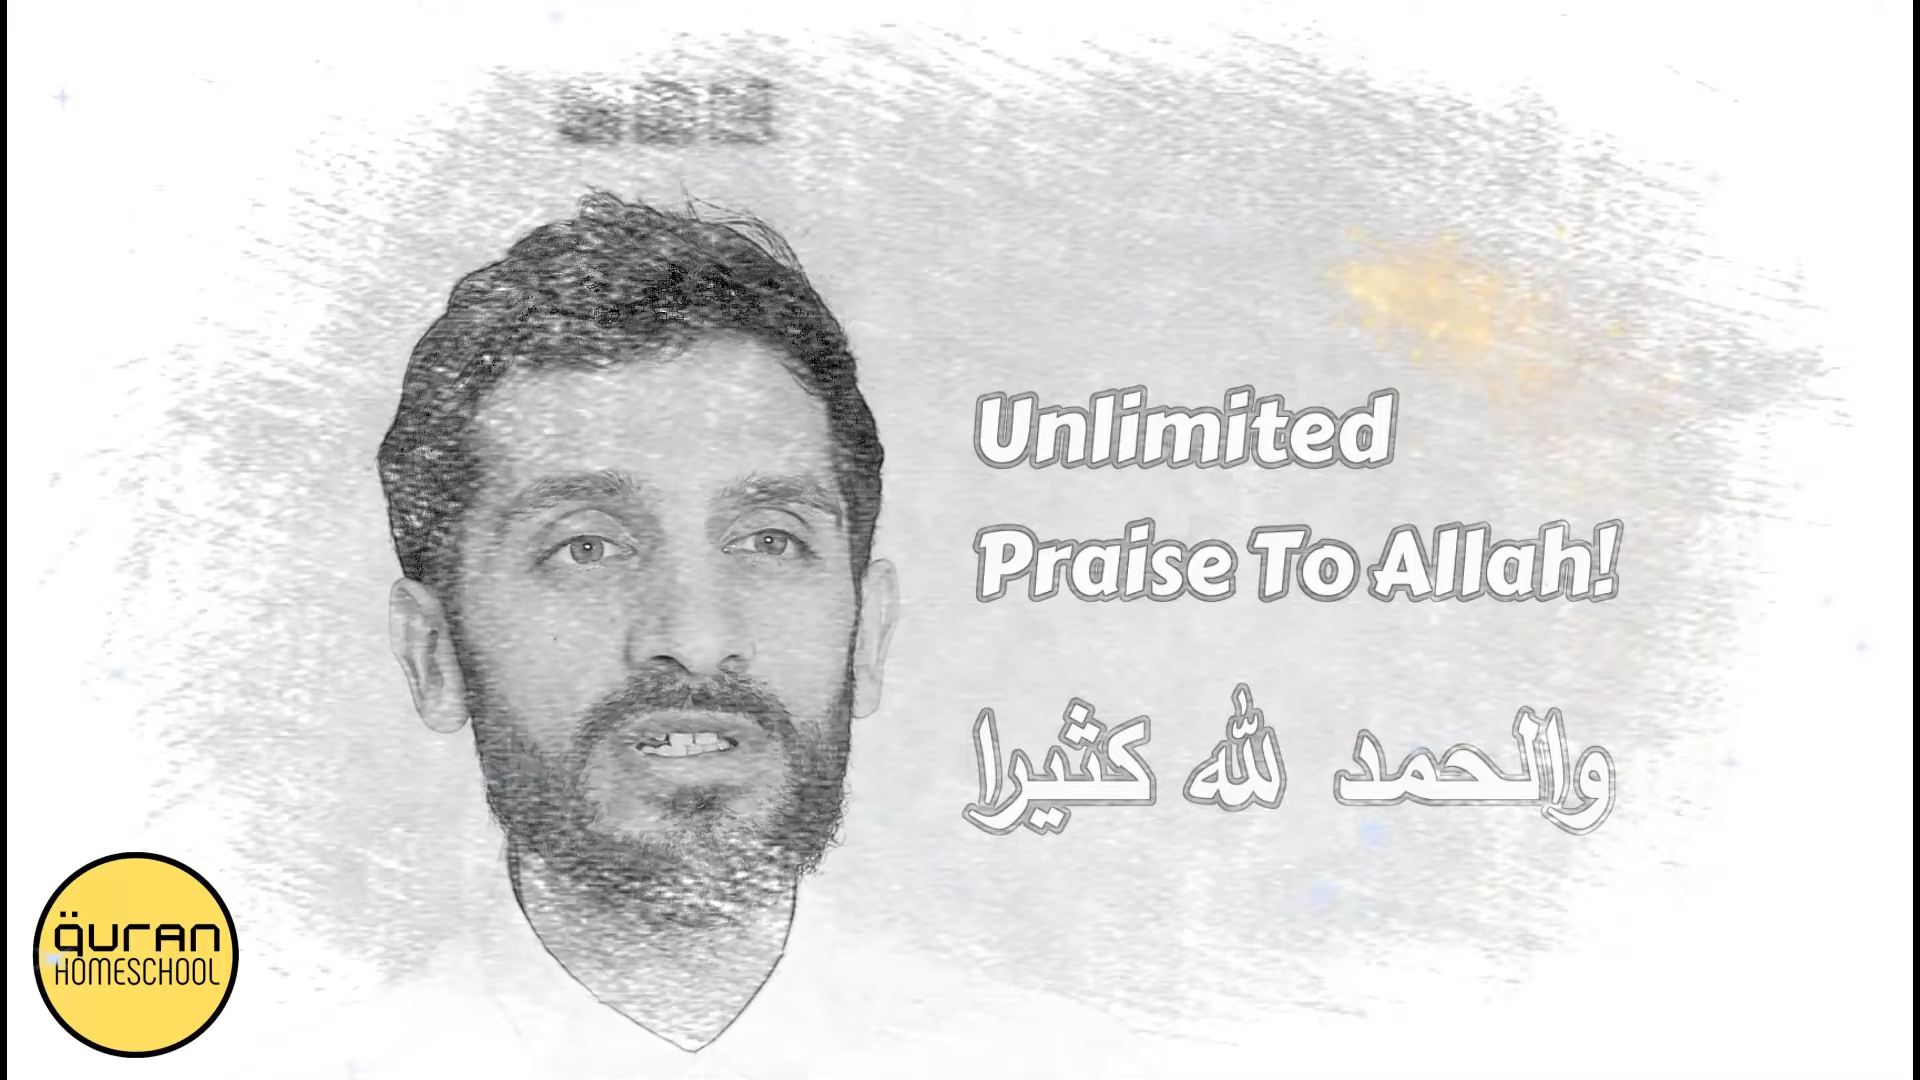 Unlimited
Praise To Allah!
والحمد لله كثيرا
quran
HOMESCHOOL